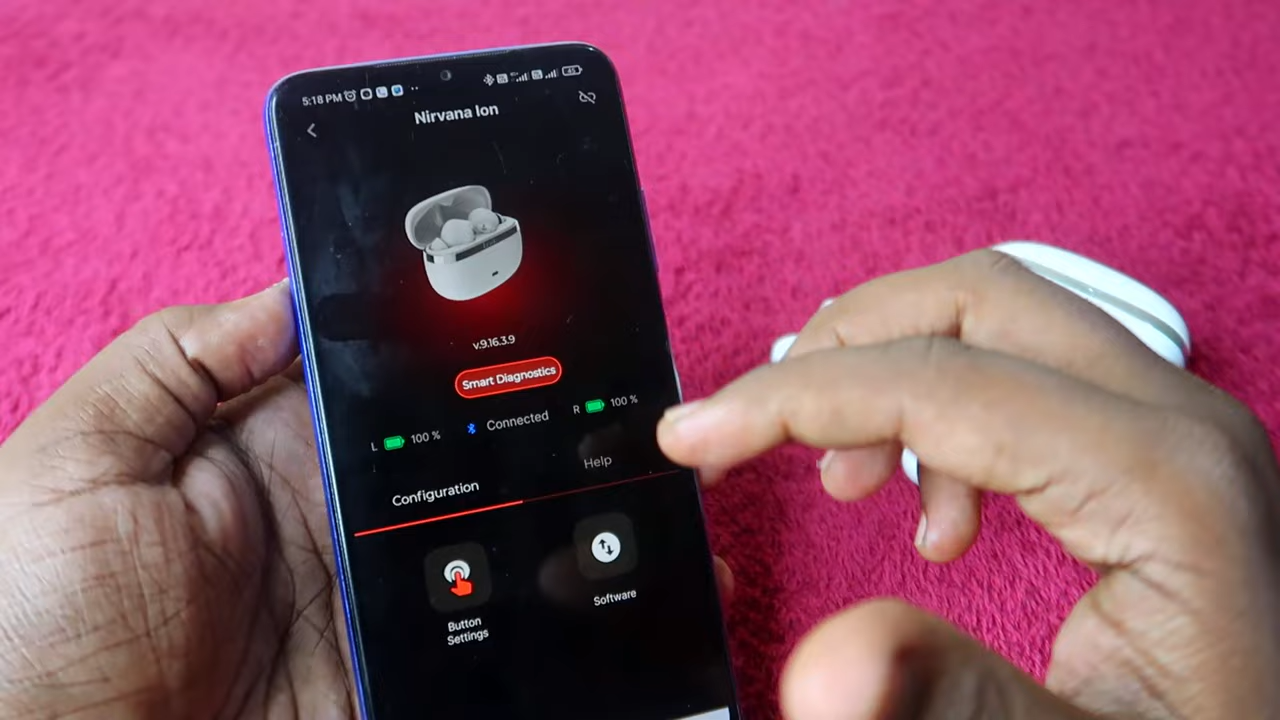 5:18 PM
45
Nirvana Ion
v.9.16.3.9
Smart Diagnostics
L 100 %
Connected
R 100 %
Configuration
Help
Button
Settings
Software